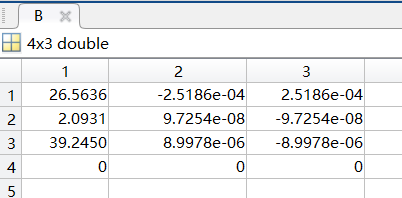 B
4x3 double
1 2 3
1 26.5636 -2.5186e-04 2.5186e-04
2 2.0931 9.7254e-08 -9.7254e-08
3 39.2450 8.9978e-06 -8.9978e-06
4 0 0 0
5